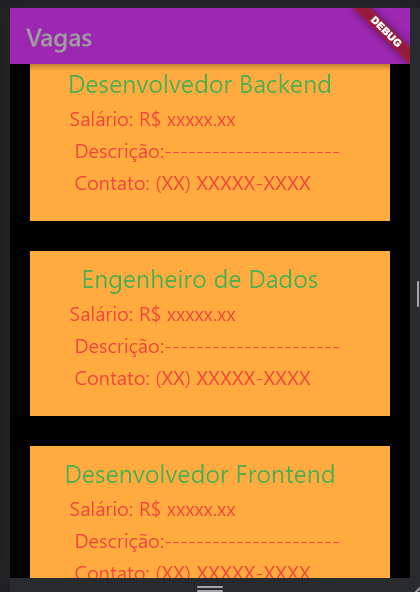 Vagas
DEBUG
Desenvolvedor Backend
Salário: R$ xxxxx.xx
Descrição:----------------------
Contato: (XX) XXXXX-XXXX
Engenheiro de Dados
Salário: R$ xxxxx.xx
Descrição:----------------------
Contato: (XX) XXXXX-XXXX
Desenvolvedor Frontend
Salário: R$ xxxxx.xx
Descrição:----------------------
Contato: (XX) XXXXX-XXXX